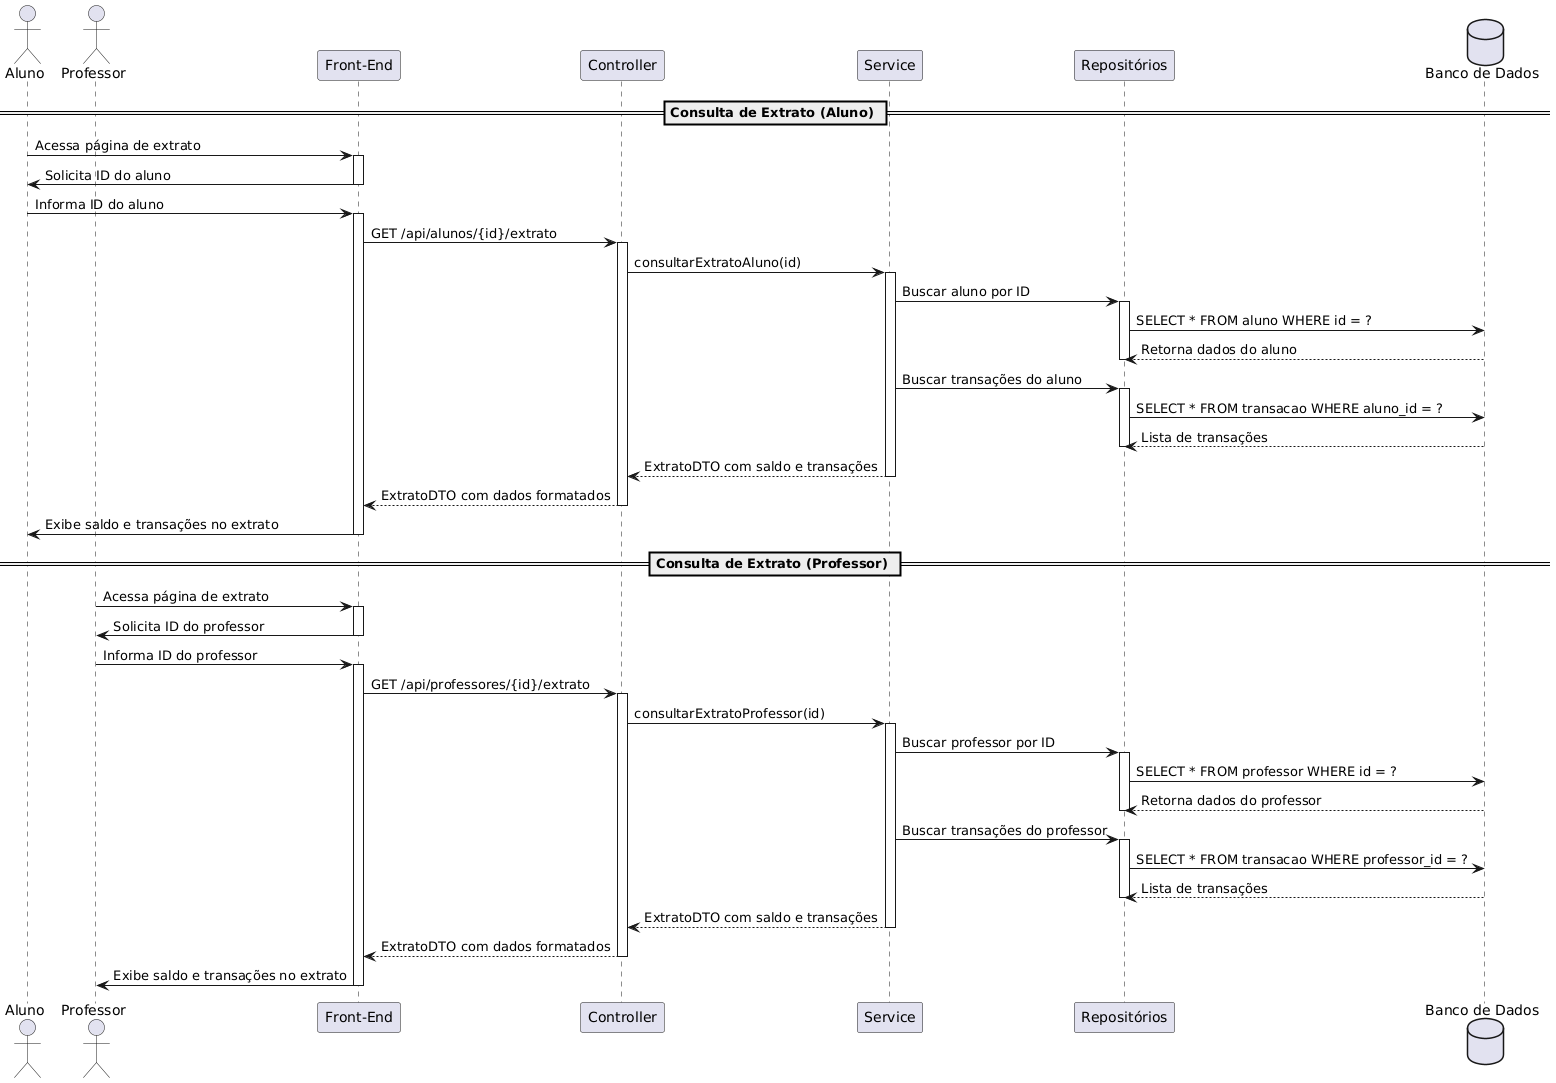 Aluno
Professor
Front-End
Controller
Service
Repositórios
Banco de Dados
Consulta de Extrato (Aluno)
Acessa página de extrato
Solicita ID do aluno
Informa ID do aluno
GET /api/alunos/{id}/extrato
consultarExtratoAluno(id)
Buscar aluno por ID
SELECT * FROM aluno WHERE id = ?
Retorna dados do aluno
Buscar transações do aluno
SELECT * FROM transacao WHERE aluno_id = ?
Lista de transações
ExtratoDTO com saldo e transações
ExtratoDTO com dados formatados
Exibe saldo e transações no extrato
Consulta de Extrato (Professor)
Acessa página de extrato
Solicita ID do professor
Informa ID do professor
GET /api/professores/{id}/extrato
consultarExtratoProfessor(id)
Buscar professor por ID
SELECT * FROM professor WHERE id = ?
Retorna dados do professor
Buscar transações do professor
SELECT * FROM transacao WHERE professor_id = ?
Lista de transações
ExtratoDTO com saldo e transações
ExtratoDTO com dados formatados
Exibe saldo e transações no extrato
Aluno
Professor
Front-End
Controller
Service
Repositórios
Banco de Dados